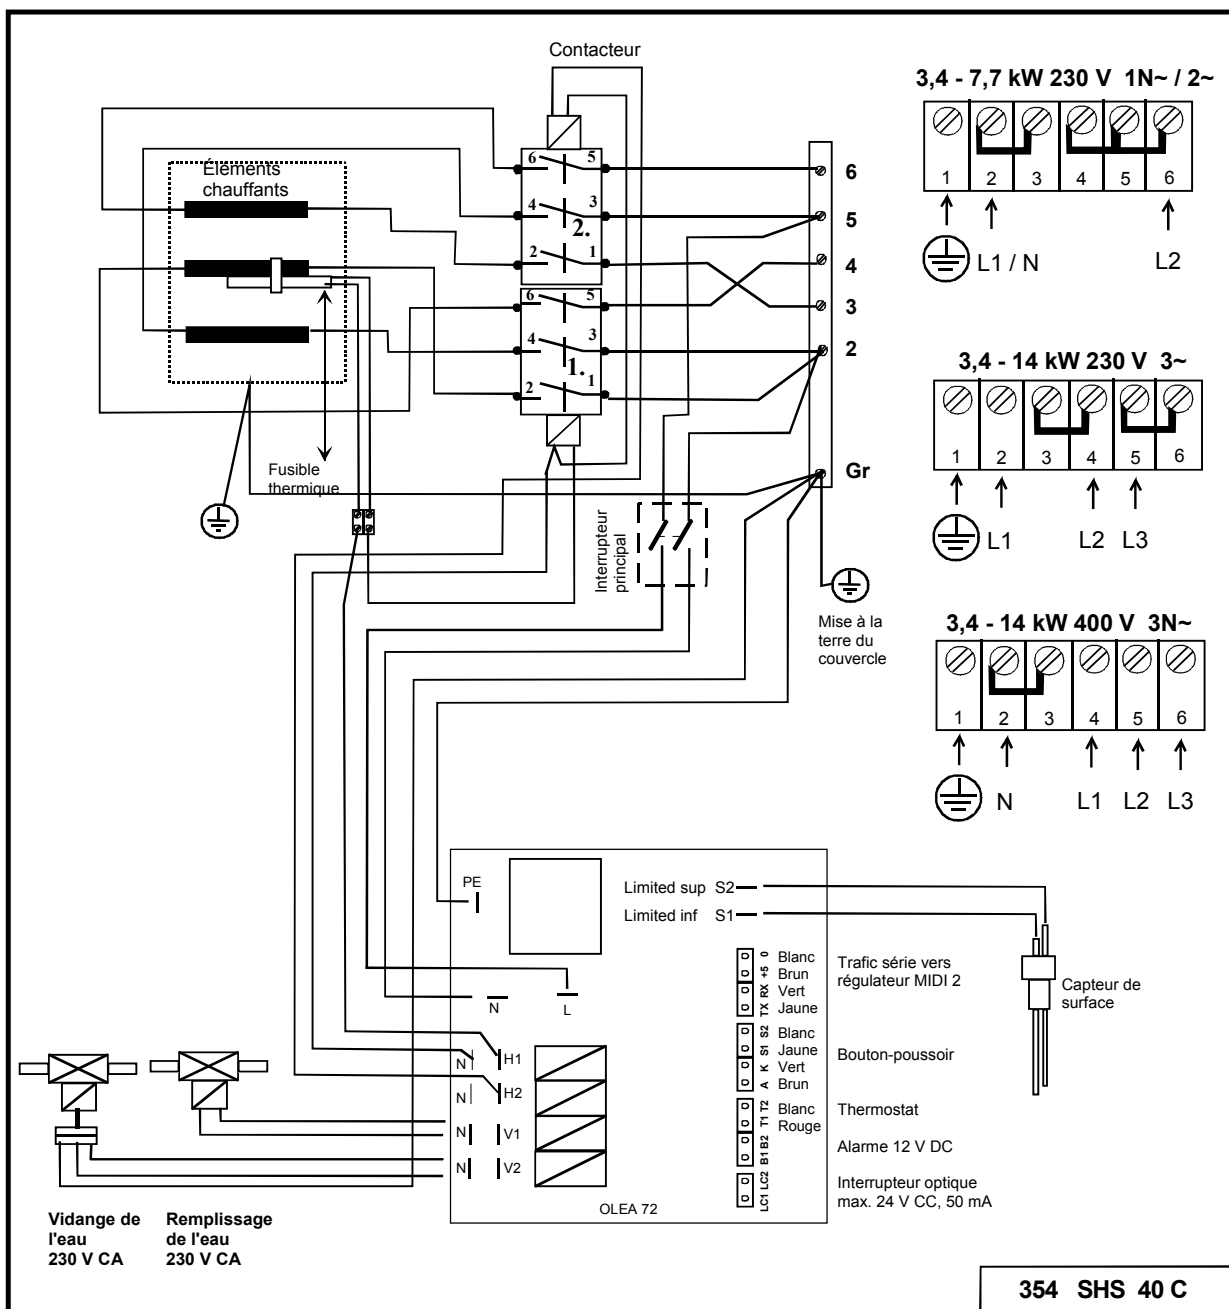 Contacteur
3,4 - 7,7 kW 230 V 1N~ / 2~
1 2 3 4 5 6
L1 / N
L2
Éléments
chauffants
6 5
4 3
2.
2 1
6 5
4 3
1.
2 1
6
5
4
3
2
Gr
3,4 - 14 kW 230 V 3~
1 2 3 4 5 6
L1 L2 L3
Fusible
thermique
Interrupteur
principal
Mise à la
terre du
couvercle
3,4 - 14 kW 400 V 3N~
1 2 3 4 5 6
N L1 L2 L3
PE
Limited sup S2
Limited inf S1
N L
0 Blanc
+5 Brun
RX Vert
TX Jaune
Trafic série vers
régulateur MIDI 2
S2 Blanc
S1 Jaune
K Vert
A Brun
Bouton-poussoir
T2 Blanc
T1 Rouge
Thermostat
B1 B2
Alarme 12 V DC
LC1 LC2
Interrupteur optique
max. 24 V CC, 50 mA
Capteur de
surface
N H1
N H2
N V1
N V2
OLEA 72
Vidange de
l'eau
230 V CA
Remplissage
de l'eau
230 V CA
354 SHS 40 C